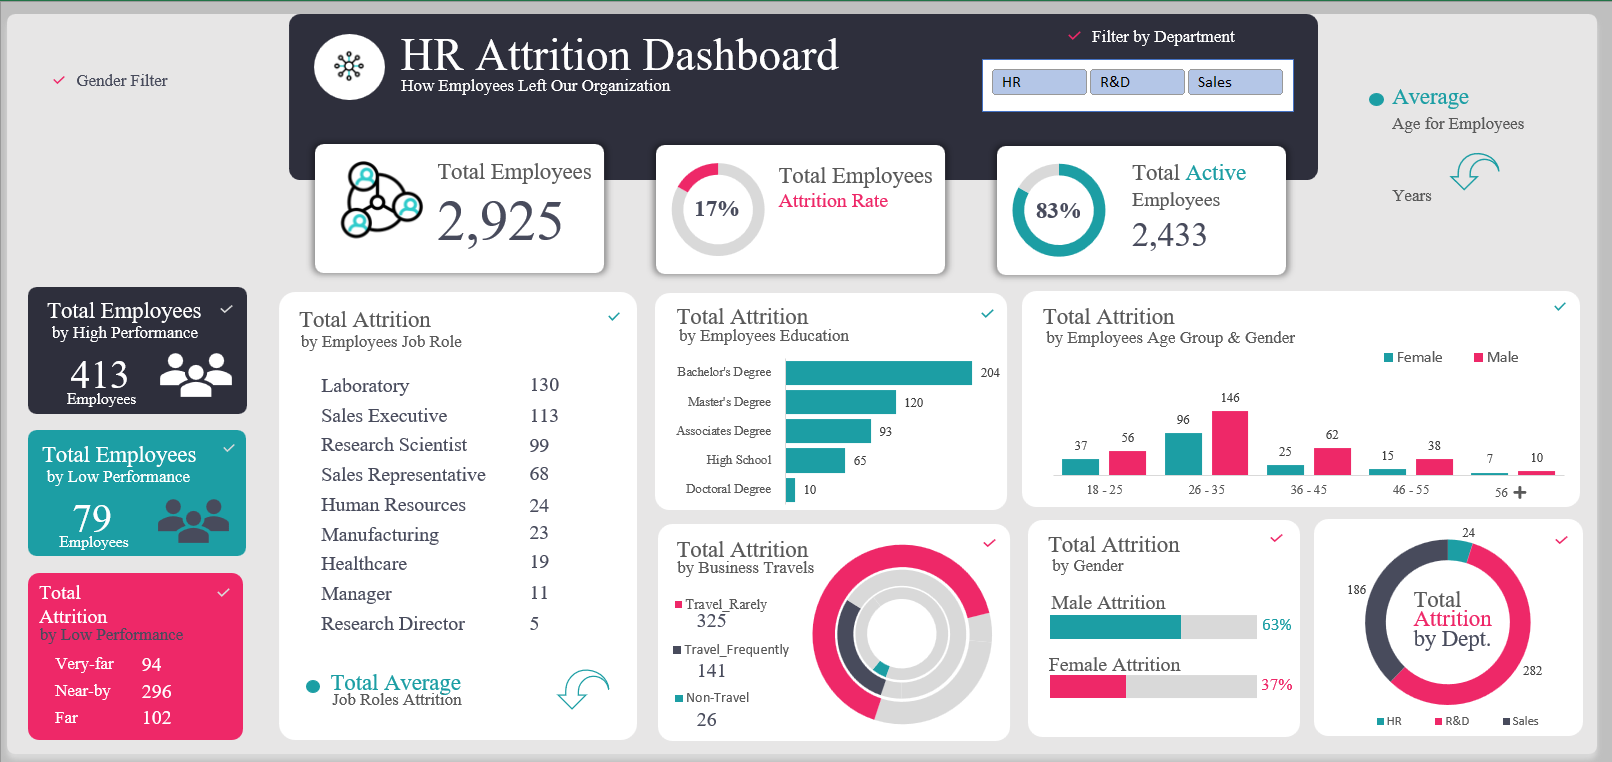 HR Attrition Dashboard
How Employees Left Our Organization
Filter by Department
HR
R&D
Sales
Gender Filter
Average
Age for Employees
Years
Total Employees
2,925
17%
Total Employees
Attrition Rate
83%
Total Active
Employees
2,433
Total Employees
by High Performance
413
Employees
Total Employees
by Low Performance
79
Employees
Total
Attrition
by Low Performance
Very-far 94
Near-by 296
Far 102
Total Attrition
by Employees Job Role
Laboratory 130
Sales Executive 113
Research Scientist 99
Sales Representative 68
Human Resources 24
Manufacturing 23
Healthcare 19
Manager 11
Research Director 5
Total Average
Job Roles Attrition
Total Attrition
by Employees Education
Bachelor's Degree 204
Master's Degree 120
Associates Degree 93
High School 65
Doctoral Degree 10
Total Attrition
by Employees Age Group & Gender
Female Male
37 56 96 146 25 62 15 38 7 10
18 - 25 26 - 35 36 - 45 46 - 55 56 +
Total Attrition
by Business Travels
Travel_Rarely
325
Travel_Frequently
141
Non-Travel
26
Total Attrition
by Gender
Male Attrition
63%
Female Attrition
37%
24
186
282
Total
Attrition
by Dept.
HR R&D Sales